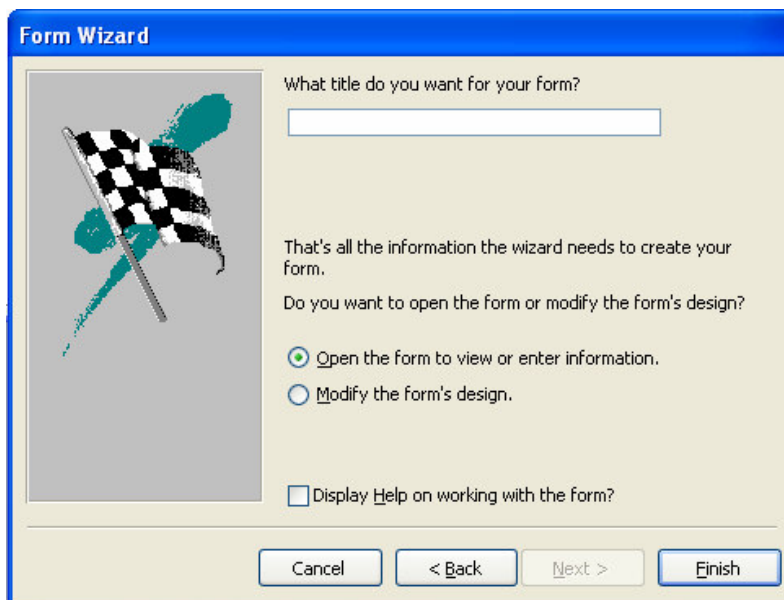 Form Wizard
What title do you want for your form?
That's all the information the wizard needs to create your
form.
Do you want to open the form or modify the form's design?
Open the form to view or enter information.
Modify the form's design.
Display Help on working with the form?
Cancel
< Back
Next >
Finish